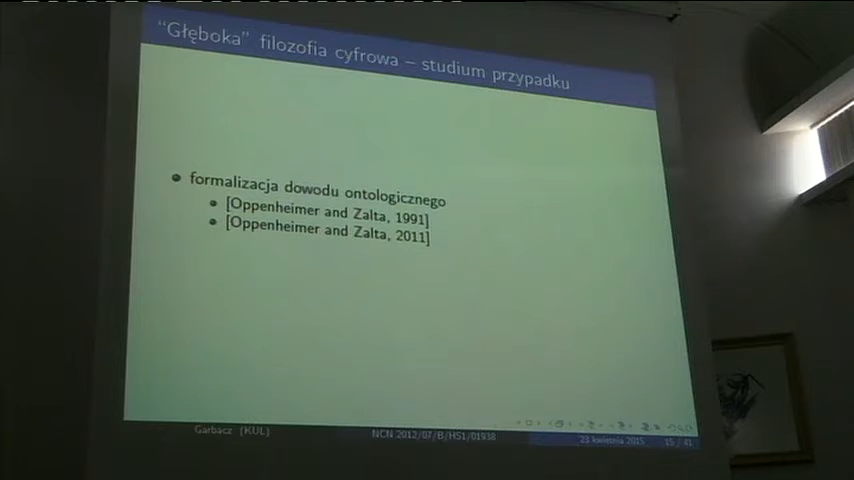 “Głęboka” filozofia cyfrowa – studium przypadku
formalizacja dowodu ontologicznego
[Oppenheimer and Zalta, 1991]
[Oppenheimer and Zalta, 2011]
Garbacz (KUL) NCN 2012/07/B/HS1/01938 23 kwietnia 2015 15 / 41